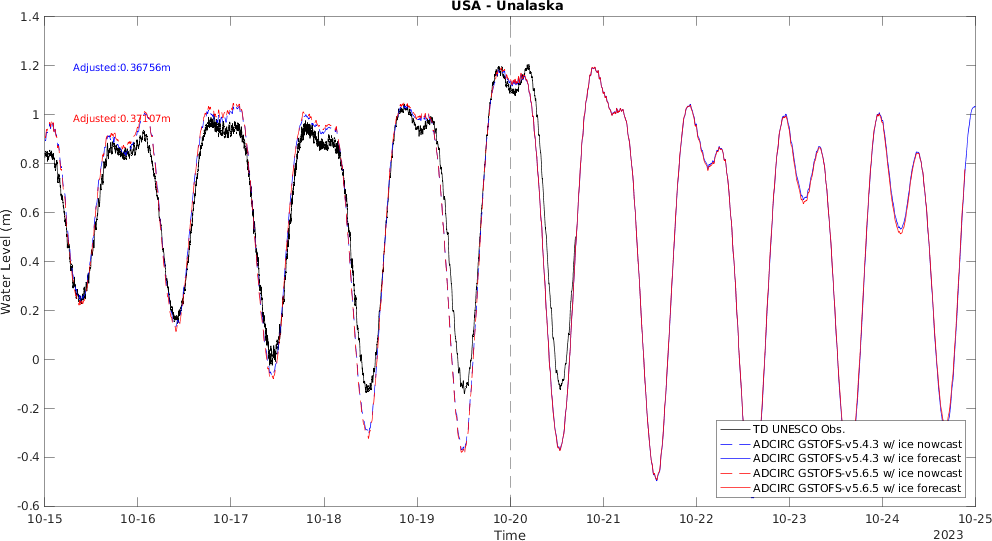 USA - Unalaska
1.4
1.2
1
0.8
0.6
0.4
0.2
0
-0.2
-0.4
-0.6
Water Level (m)
Adjusted:0.36756m
TD UNESCO Obs.
ADCIRC GSTOFS-v5.4.3 w/ ice nowcast
ADCIRC GSTOFS-v5.4.3 w/ ice forecast
ADCIRC GSTOFS-v5.6.5 w/ ice nowcast
ADCIRC GSTOFS-v5.6.5 w/ ice forecast
10-15 10-16 10-17 10-18 10-19 10-20 10-21 10-22 10-23 10-24 10-25
Time
2023